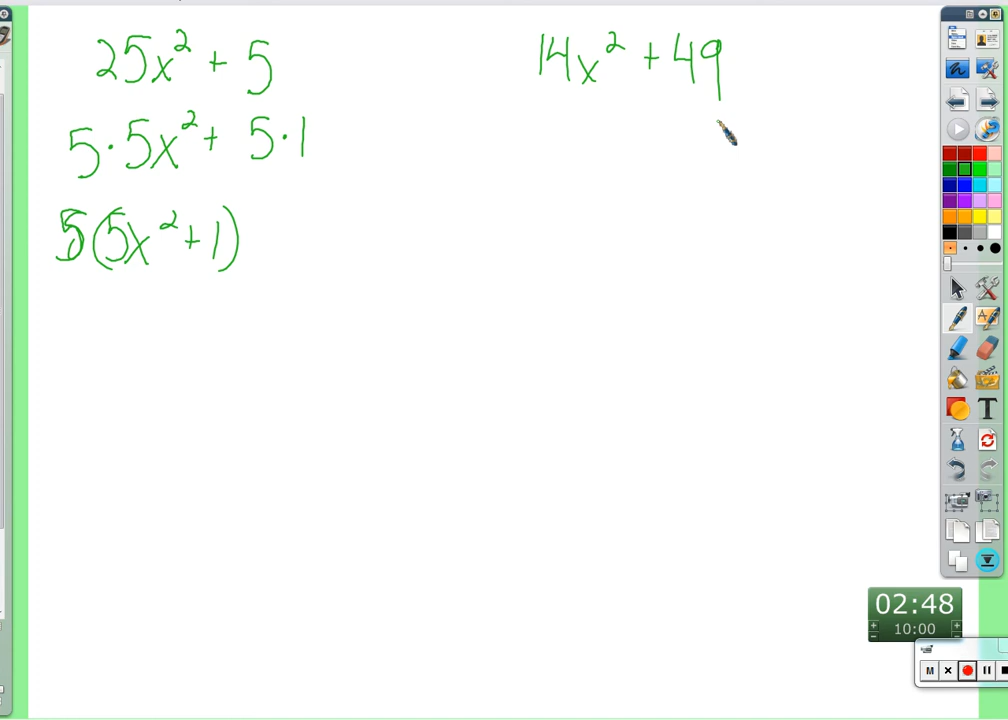 25x² + 5
5 · 5x² + 5 · 1
5(5x² + 1)
14x² + 49
T
02:48
10:00
M